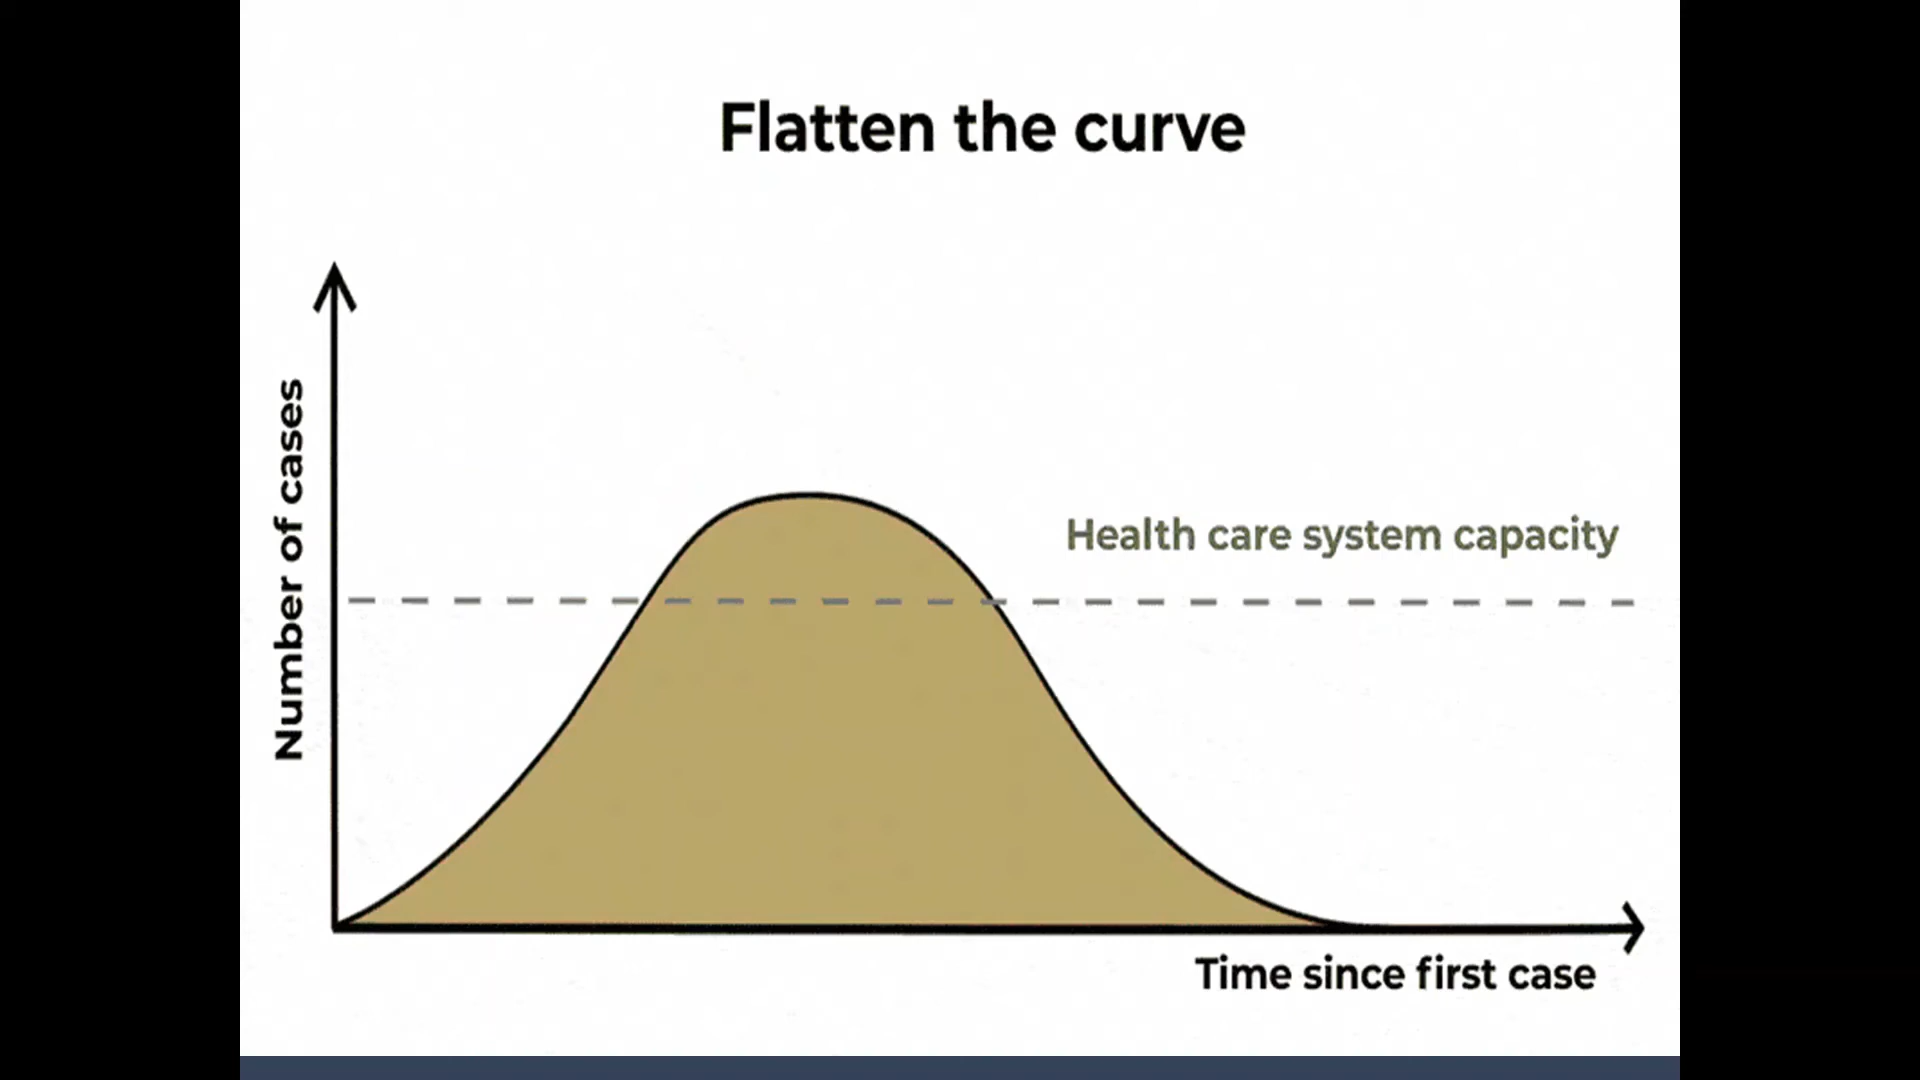 Flatten the curve
Number of cases
Health care system capacity
Time since first case